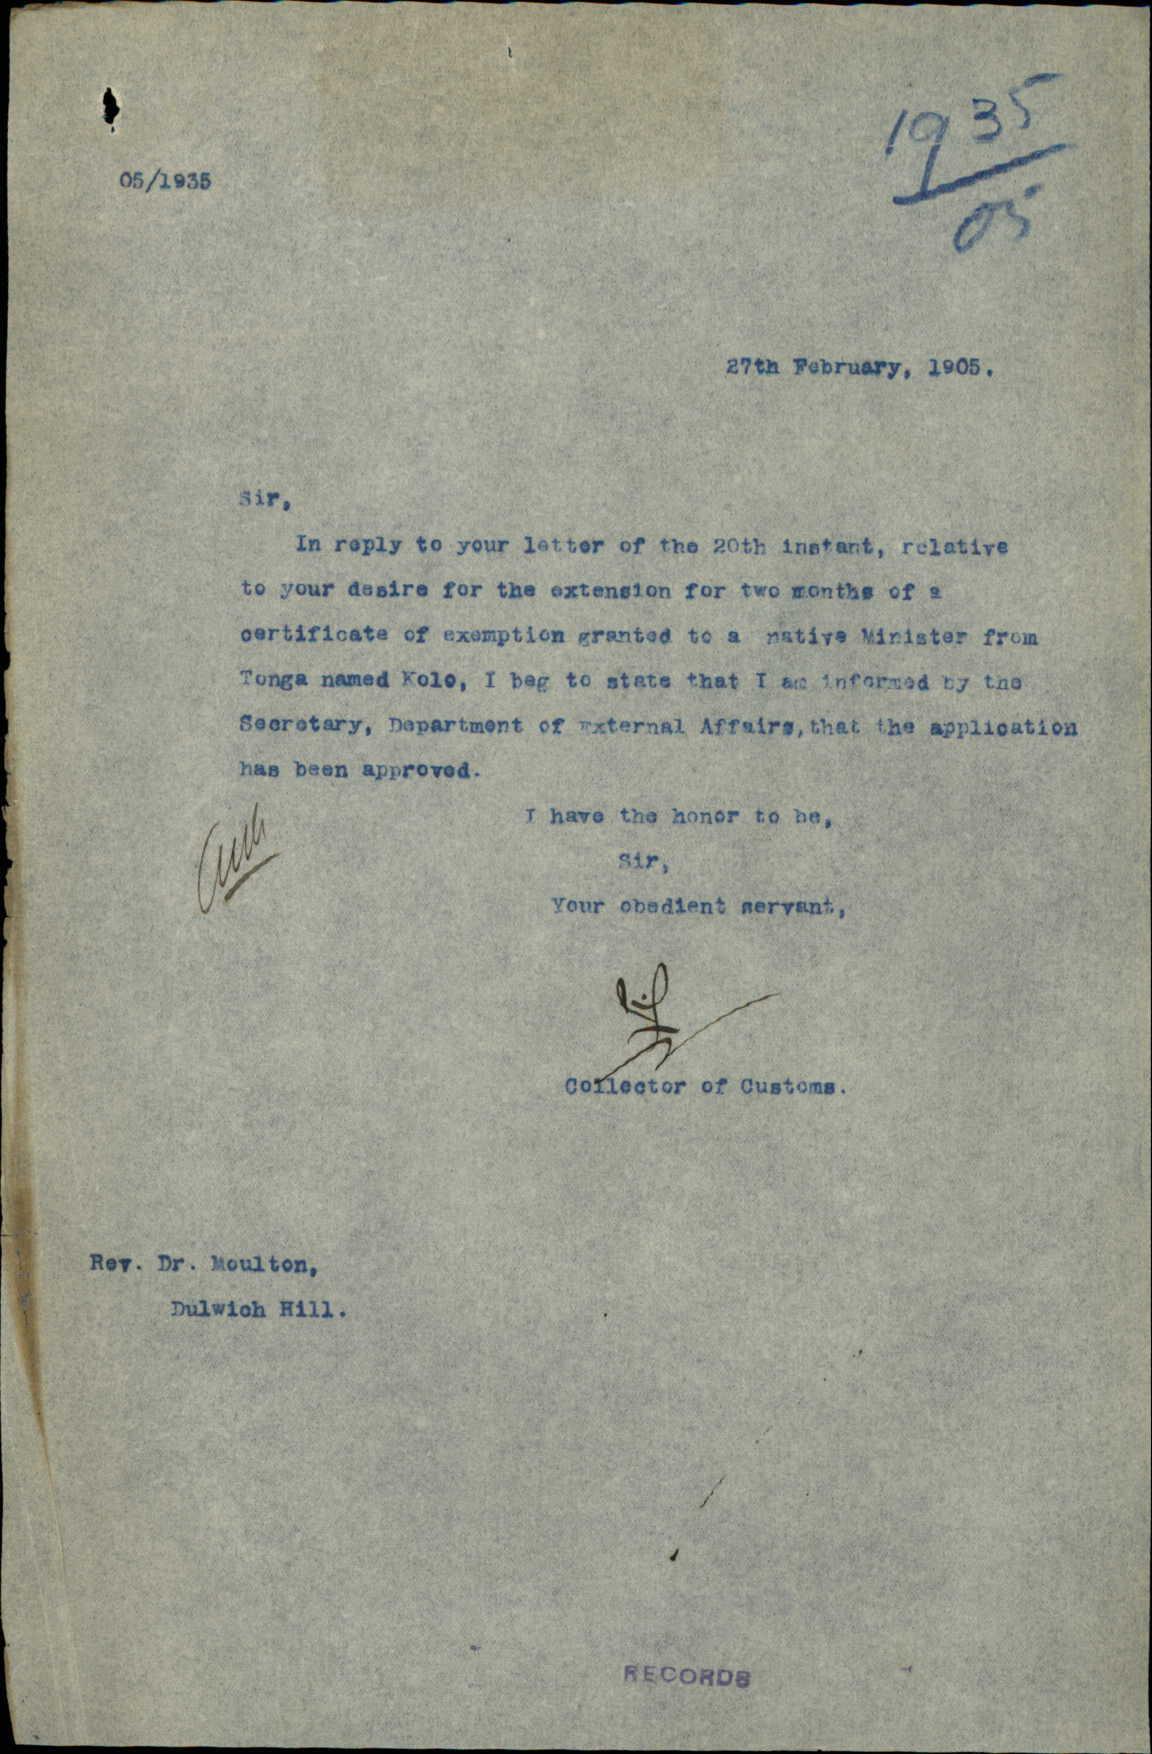 1935
05
05/1935
27th February, 1905.
Sir,
In reply to your letter of the 20th instant, relative
to your desire for the extension for two months of a
certificate of exemption granted to a native Minister from
Tonga named Kolo, I beg to state that I am informed by the
Secretary, Department of External Affairs, that the application
has been approved.
I have the honor to be,
Sir,
Your obedient servant,
Collector of Customs.
Rev. Dr. Moulton,
Dulwich Hill.
RECORDS